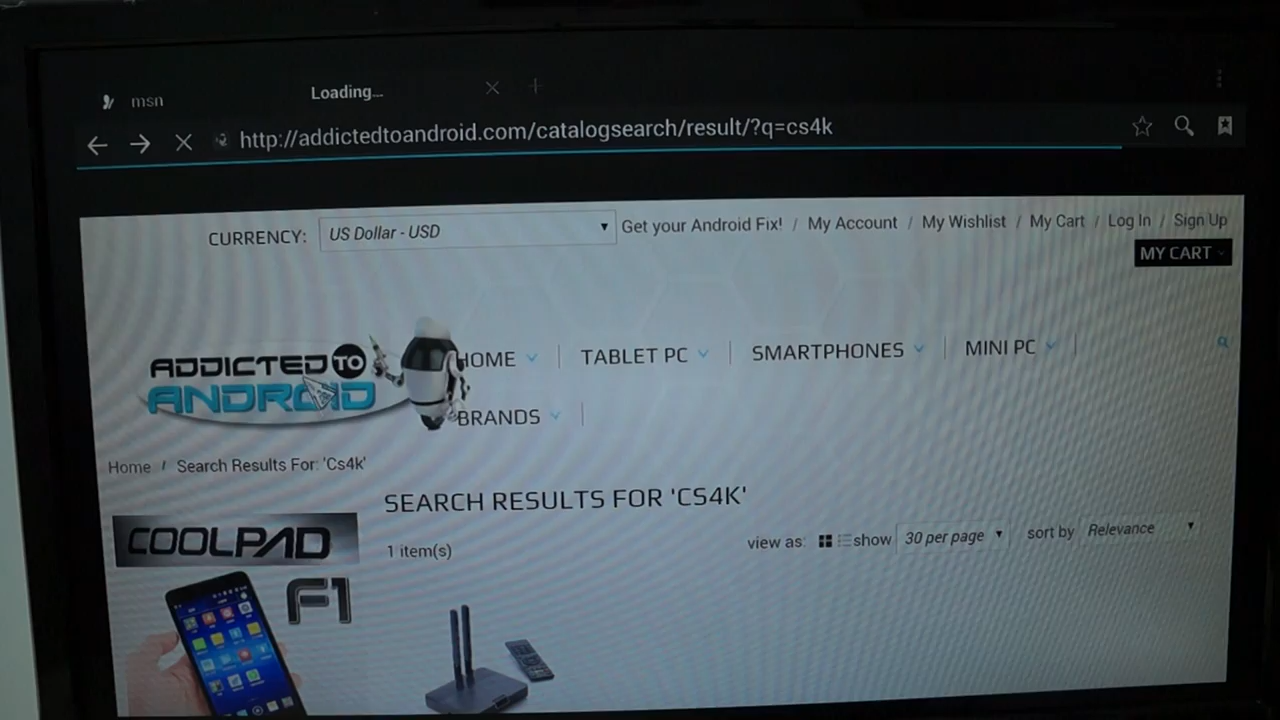 msn
Loading...
http://addictedtoandroid.com/catalogsearch/result/?q=cs4k
CURRENCY: US Dollar - USD Get your Android Fix! / My Account / My Wishlist / My Cart / Log In / Sign Up
MY CART
ADDICTED TO
ANDROID
HOME | TABLET PC | SMARTPHONES | MINI PC |
BRANDS |
Home / Search Results For: 'Cs4k'
SEARCH RESULTS FOR 'CS4K'
COOLPAD
F1
1 item(s)
view as: show 30 per page sort by Relevance